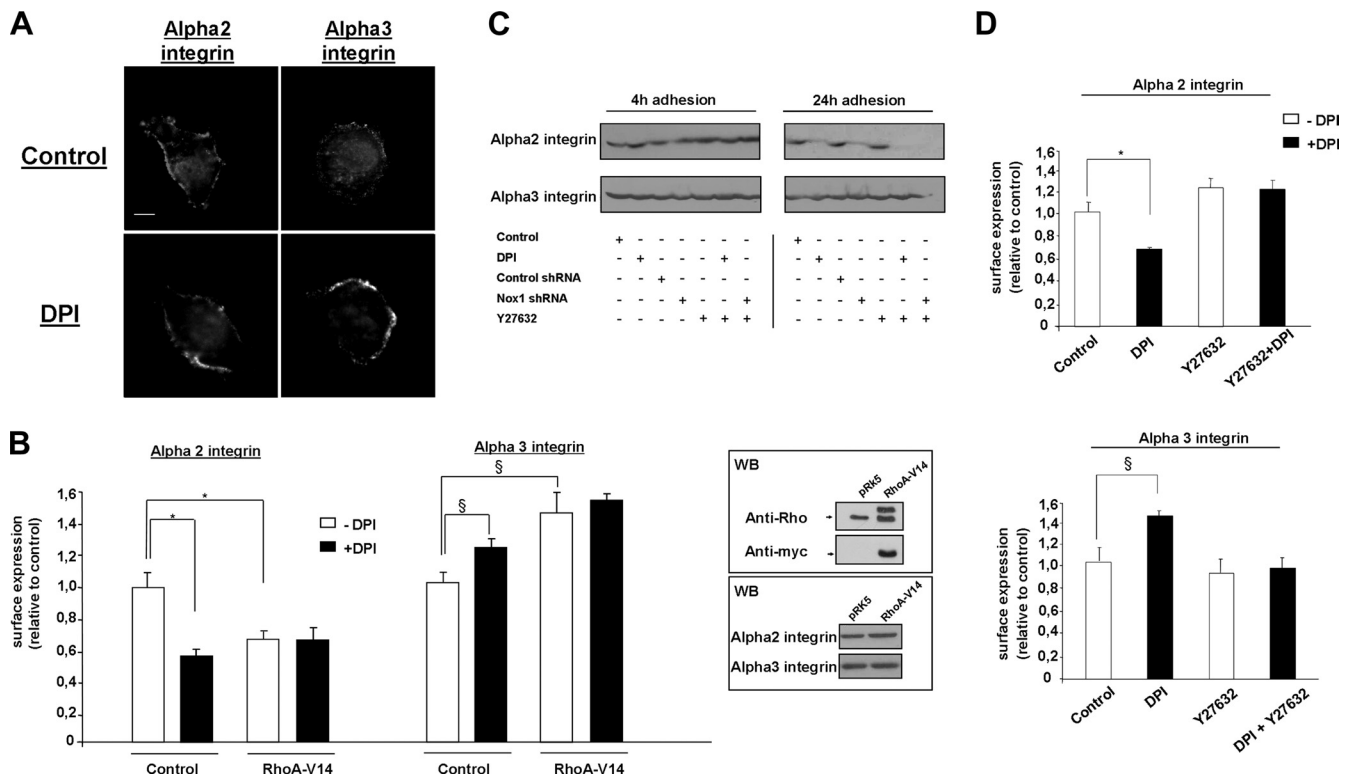 A
Alpha2
integrin
Alpha3
integrin
Control
DPI
C
4h adhesion
24h adhesion
Alpha2 integrin
Alpha3 integrin
Control + - - - - - - + - - - - - -
DPI - + - - - + - - + - - - + -
Control shRNA - - + - - - - - - + - - - -
Nox1 shRNA - - - + - - + - - - + - - +
Y27632 - - - - + + + - - - - + + +
D
Alpha 2 integrin
- DPI
+DPI
*
surface expression
(relative to control)
1,6
1,4
1,2
1,0
0,8
0,6
0,4
0,2
0
Control
DPI
Y27632
Y27632+DPI
Alpha 3 integrin
§
surface expression
(relative to control)
1,6
1,4
1,2
1,0
0,8
0,6
0,4
0,2
0
Control
DPI
Y27632
DPI + Y27632
B
Alpha 2 integrin
Alpha 3 integrin
*
*
§
§
- DPI
+DPI
surface expression
(relative to control)
1,6
1,4
1,2
1,0
0,8
0,6
0,4
0,2
0
Control
RhoA-V14
Control
RhoA-V14
WB
pRk5
RhoA-V14
Anti-Rho
Anti-myc
WB
pRK5
RhoA-V14
Alpha2 integrin
Alpha3 integrin